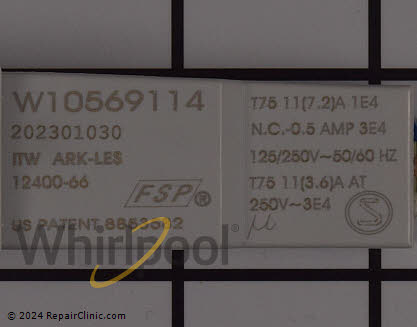 W10569114
202301030
ITW ARK-LES
12400-66
FSP®
US PATENT 8853562
T75 11(7.2)A 1E4
N.C.-0.5 AMP 3E4
125/250V~50/60 HZ
T75 11(3.6)A AT
250V~3E4
µ
S
Whirlpool
© 2024 RepairClinic.com